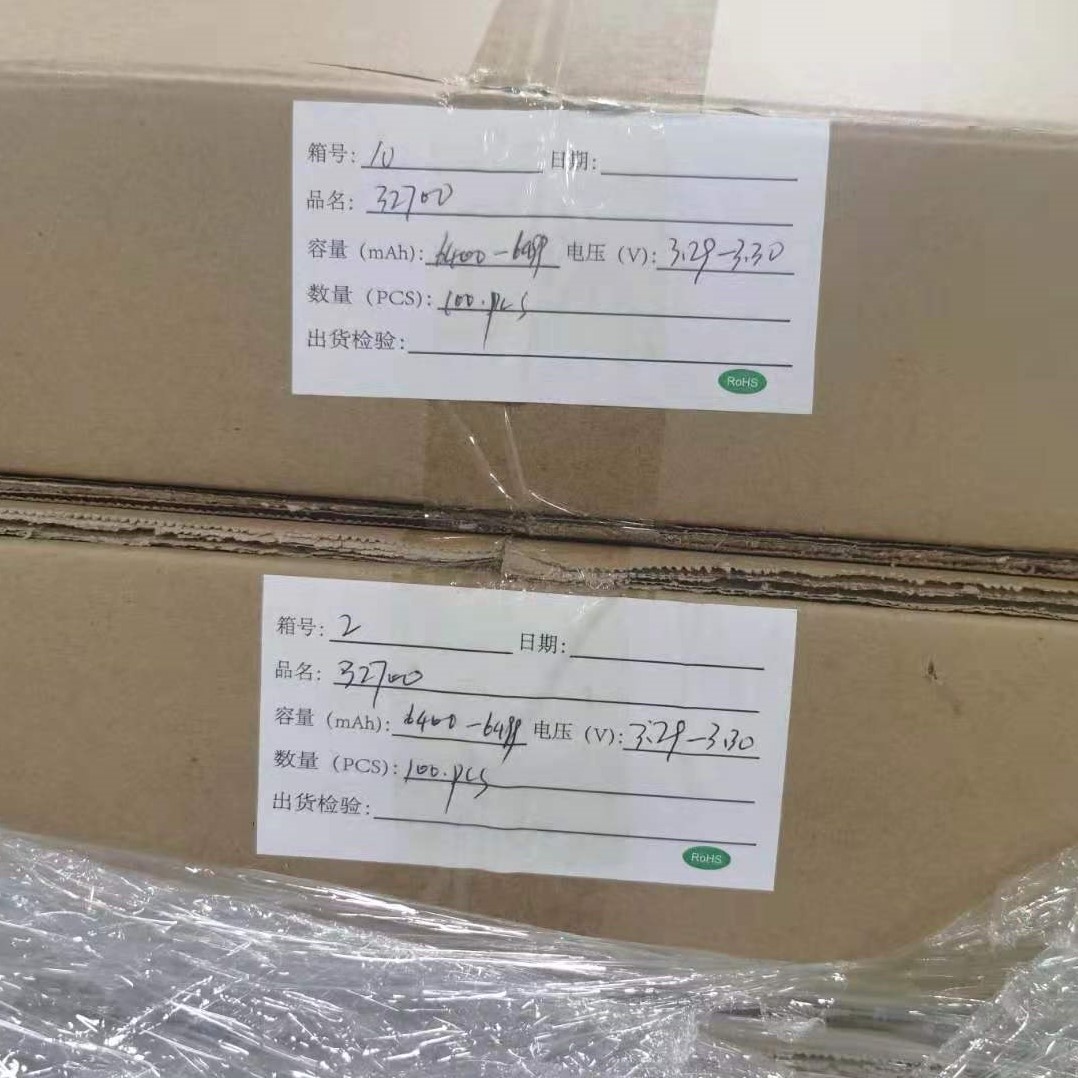 箱号: 10 日期:
品名: 32700
容量 (mAh): 6400-6499 电压 (V): 3.29-3.30
数量 (PCS): 100.pcs
出货检验:
RoHS
箱号: 2 日期:
品名: 32700
容量 (mAh): 6400-6499 电压 (V): 3.29-3.30
数量 (PCS): 100.pcs
出货检验:
RoHS